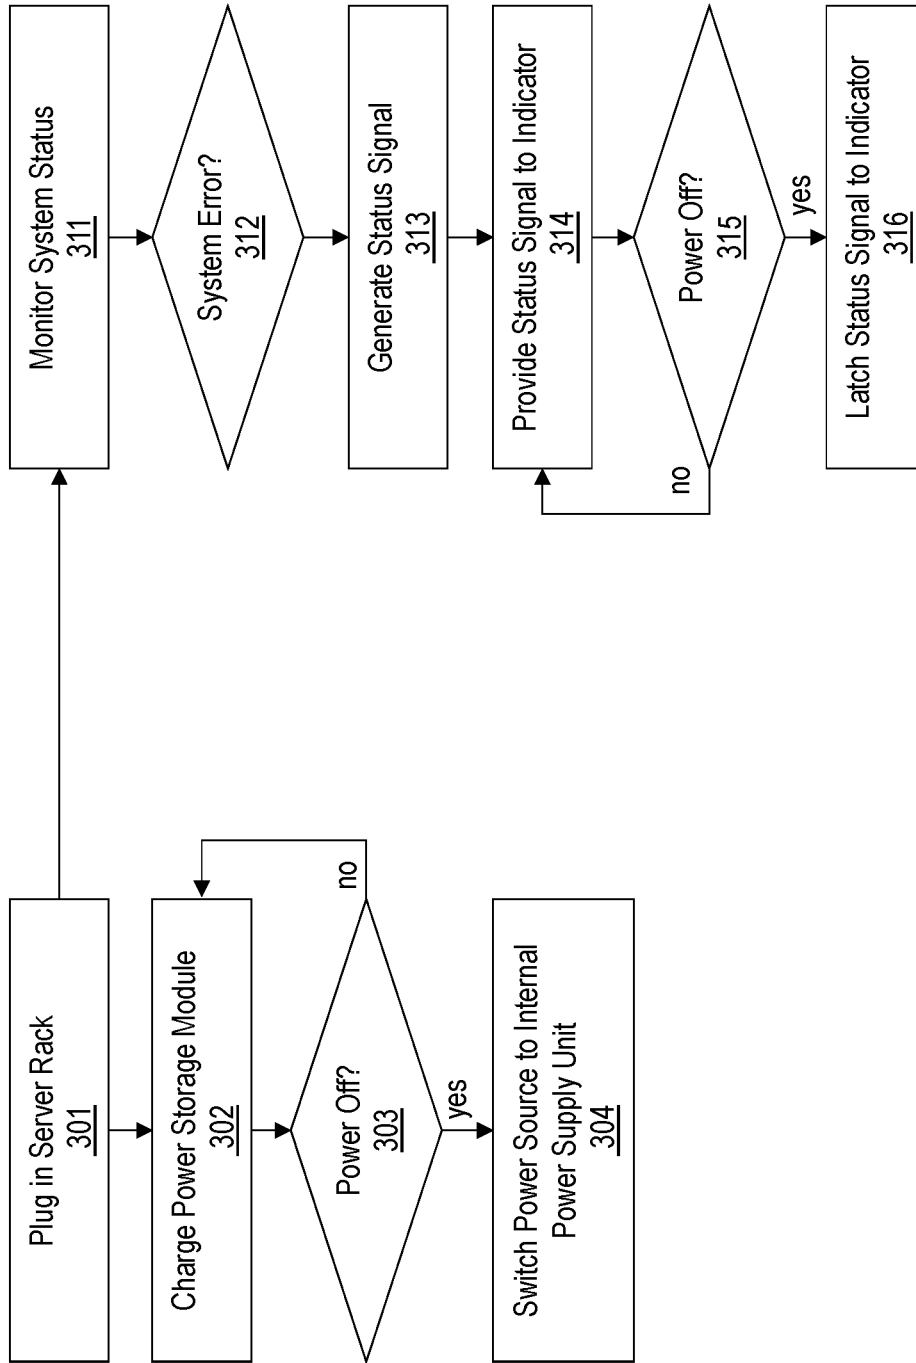 Plug in Server Rack
301
Charge Power Storage Module
302
Power Off?
303
no
yes
Switch Power Source to Internal
Power Supply Unit
304
Monitor System Status
311
System Error?
312
Generate Status Signal
313
Provide Status Signal to Indicator
314
Power Off?
315
no
yes
Latch Status Signal to Indicator
316